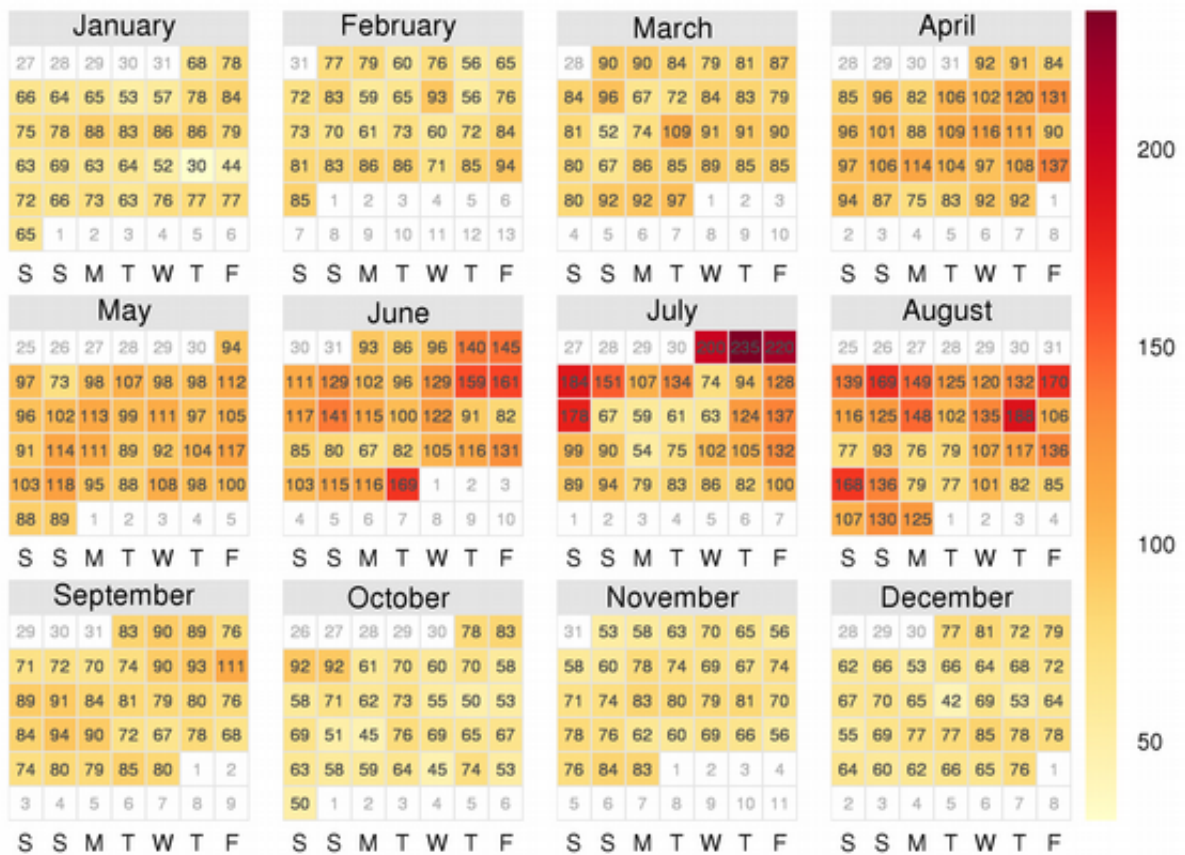 January February March April
27 28 29 30 31 68 78 31 77 79 60 76 56 65 28 90 90 84 79 81 87 28 29 30 31 92 91 84
66 64 65 53 57 78 84 72 83 59 65 93 56 76 84 96 67 72 84 83 79 85 96 82 106 102 120 131
75 78 88 83 86 86 79 73 70 61 73 60 72 84 81 52 74 109 91 91 90 96 101 88 109 116 111 90
200
63 69 63 64 52 30 44 81 83 86 86 71 85 94 80 67 86 85 89 85 85 97 106 114 104 97 108 137
72 66 73 63 76 77 77 85 1 2 3 4 5 6 80 92 92 97 1 2 3 94 87 75 83 92 92 1
65 1 2 3 4 5 6 7 8 9 10 11 12 13 4 5 6 7 8 9 10 2 3 4 5 6 7 8
S S M T W T F S S M T W T F S S M T W T F S S M T W T F
May June July August
25 26 27 28 29 30 94 30 31 93 86 96 140 145 27 28 29 30 200 235 220 25 26 27 28 29 30 31
150
97 73 98 107 98 98 112 111 129 102 96 129 159 161 184 151 107 134 74 94 128 139 169 149 125 120 132 170
96 102 113 99 111 97 105 117 141 115 100 122 91 82 178 67 59 61 63 124 137 116 125 148 102 135 188 106
91 114 111 89 92 104 117 85 80 67 82 105 116 131 99 90 54 75 102 105 132 77 93 76 79 107 117 136
103 118 95 88 108 98 100 103 115 116 169 1 2 3 89 94 79 83 86 82 100 168 136 79 77 101 82 85
88 89 1 2 3 4 5 4 5 6 7 8 9 10 1 2 3 4 5 6 7 107 130 125 1 2 3 4
100
S S M T W T F S S M T W T F S S M T W T F S S M T W T F
September October November December
29 30 31 83 90 89 76 26 27 28 29 30 78 83 31 53 58 63 70 65 56 28 29 30 77 81 72 79
71 72 70 74 90 93 111 92 92 61 70 60 70 58 58 60 78 74 69 67 74 62 66 53 66 64 68 72
89 91 84 81 79 80 76 58 71 62 73 55 50 53 71 74 83 80 79 81 70 67 70 65 42 69 53 64
84 94 90 72 67 78 68 69 51 45 76 69 65 67 78 76 62 60 69 66 56 55 69 77 77 85 78 78
50
74 80 79 85 80 1 2 63 58 59 64 45 74 53 76 84 83 1 2 3 4 64 60 62 66 65 76 1
3 4 5 6 7 8 9 50 1 2 3 4 5 6 5 6 7 8 9 10 11 2 3 4 5 6 7 8
S S M T W T F S S M T W T F S S M T W T F S S M T W T F